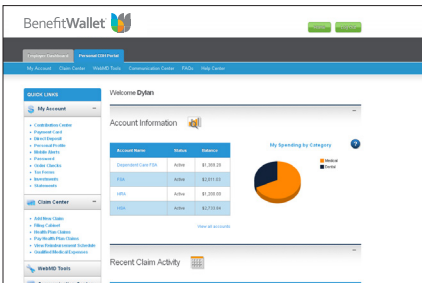 BenefitWallet
Personal CDH Portal
My Account Claim Center WebMD Tools Communication Center FAQs Help Center
QUICK LINKS
Welcome Dylan
My Account
Account Information
Contribution Center
Payment Card
Direct Deposit
Personal Profile
Mobile Alerts
Password
Order Checks
Tax Forms
Investments
Statements
Account Name Status Balance
Dependent Care FSA Active
FSA Active
HRA Active
HSA Active
View all accounts
My Spending by Category
?
Medical
Dental
Claim Center
Add New Claim
Filing Cabinet
Health Plan Claims
Pay Health Plan Claims
View Reimbursement Schedule
Qualified Medical Expenses
Recent Claim Activity
WebMD Tools